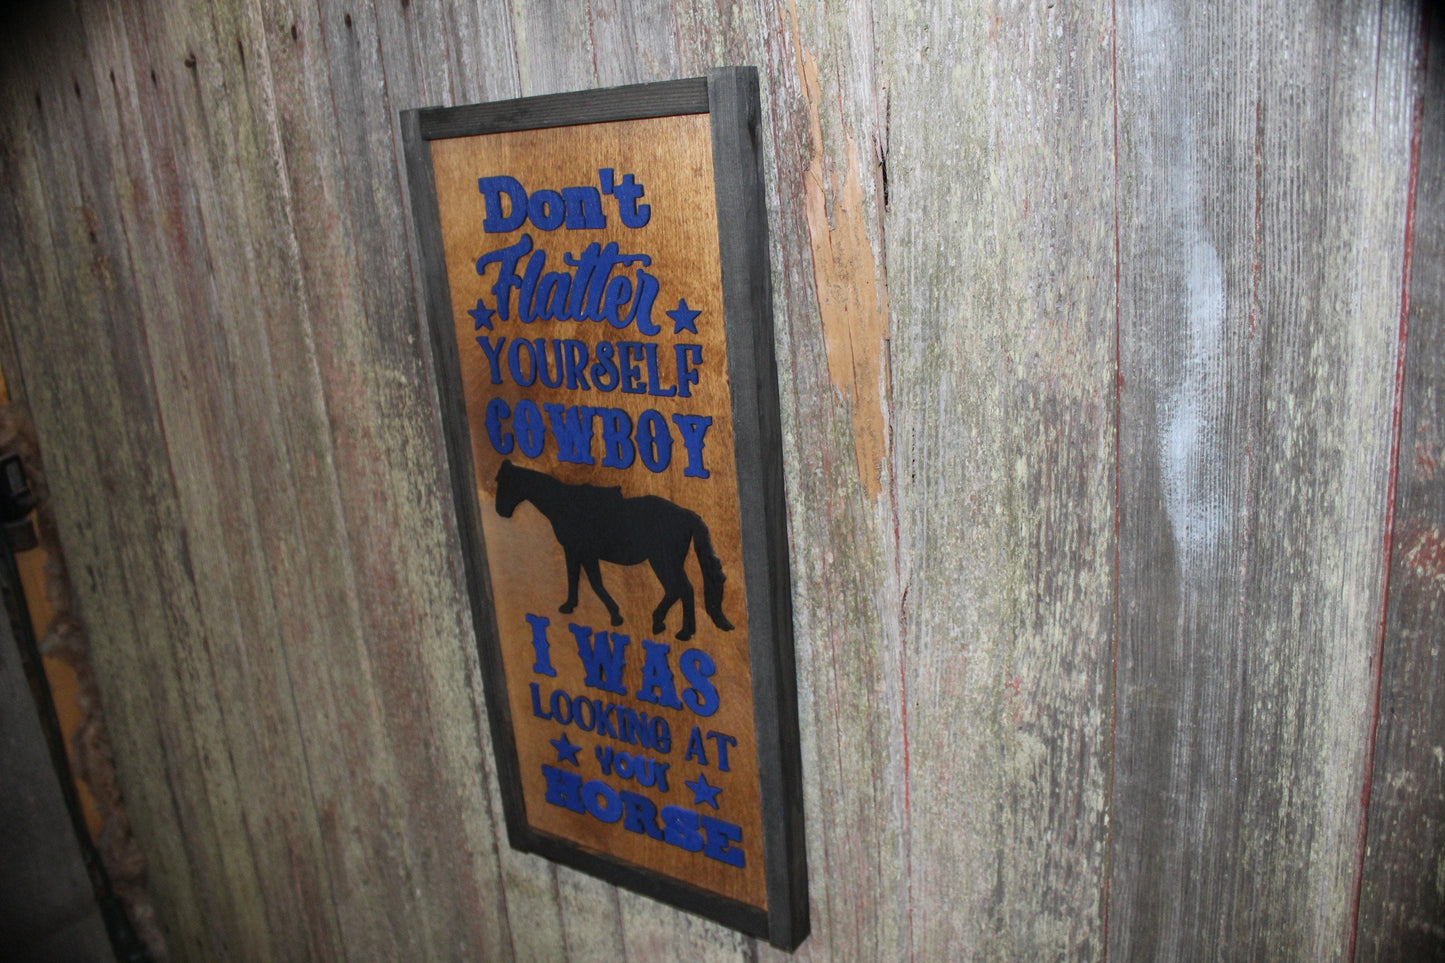 Don't
Flatter
YOURSELF
COWBOY
I WAS
LOOKING AT
YOUR
HORSE